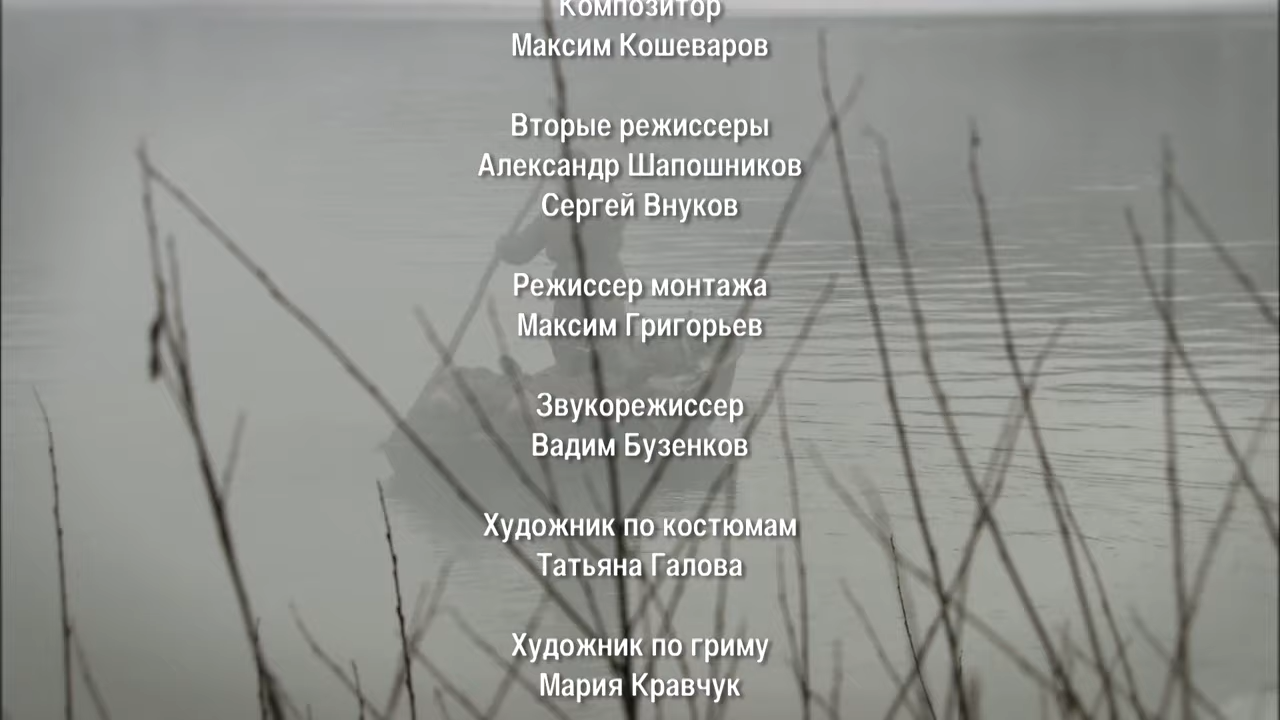 Композитор
Максим Кошеваров
Вторые режиссеры
Александр Шапошников
Сергей Внуков
Режиссер монтажа
Максим Григорьев
Звукорежиссер
Вадим Бузенков
Художник по костюмам
Татьяна Галова
Художник по гриму
Мария Кравчук